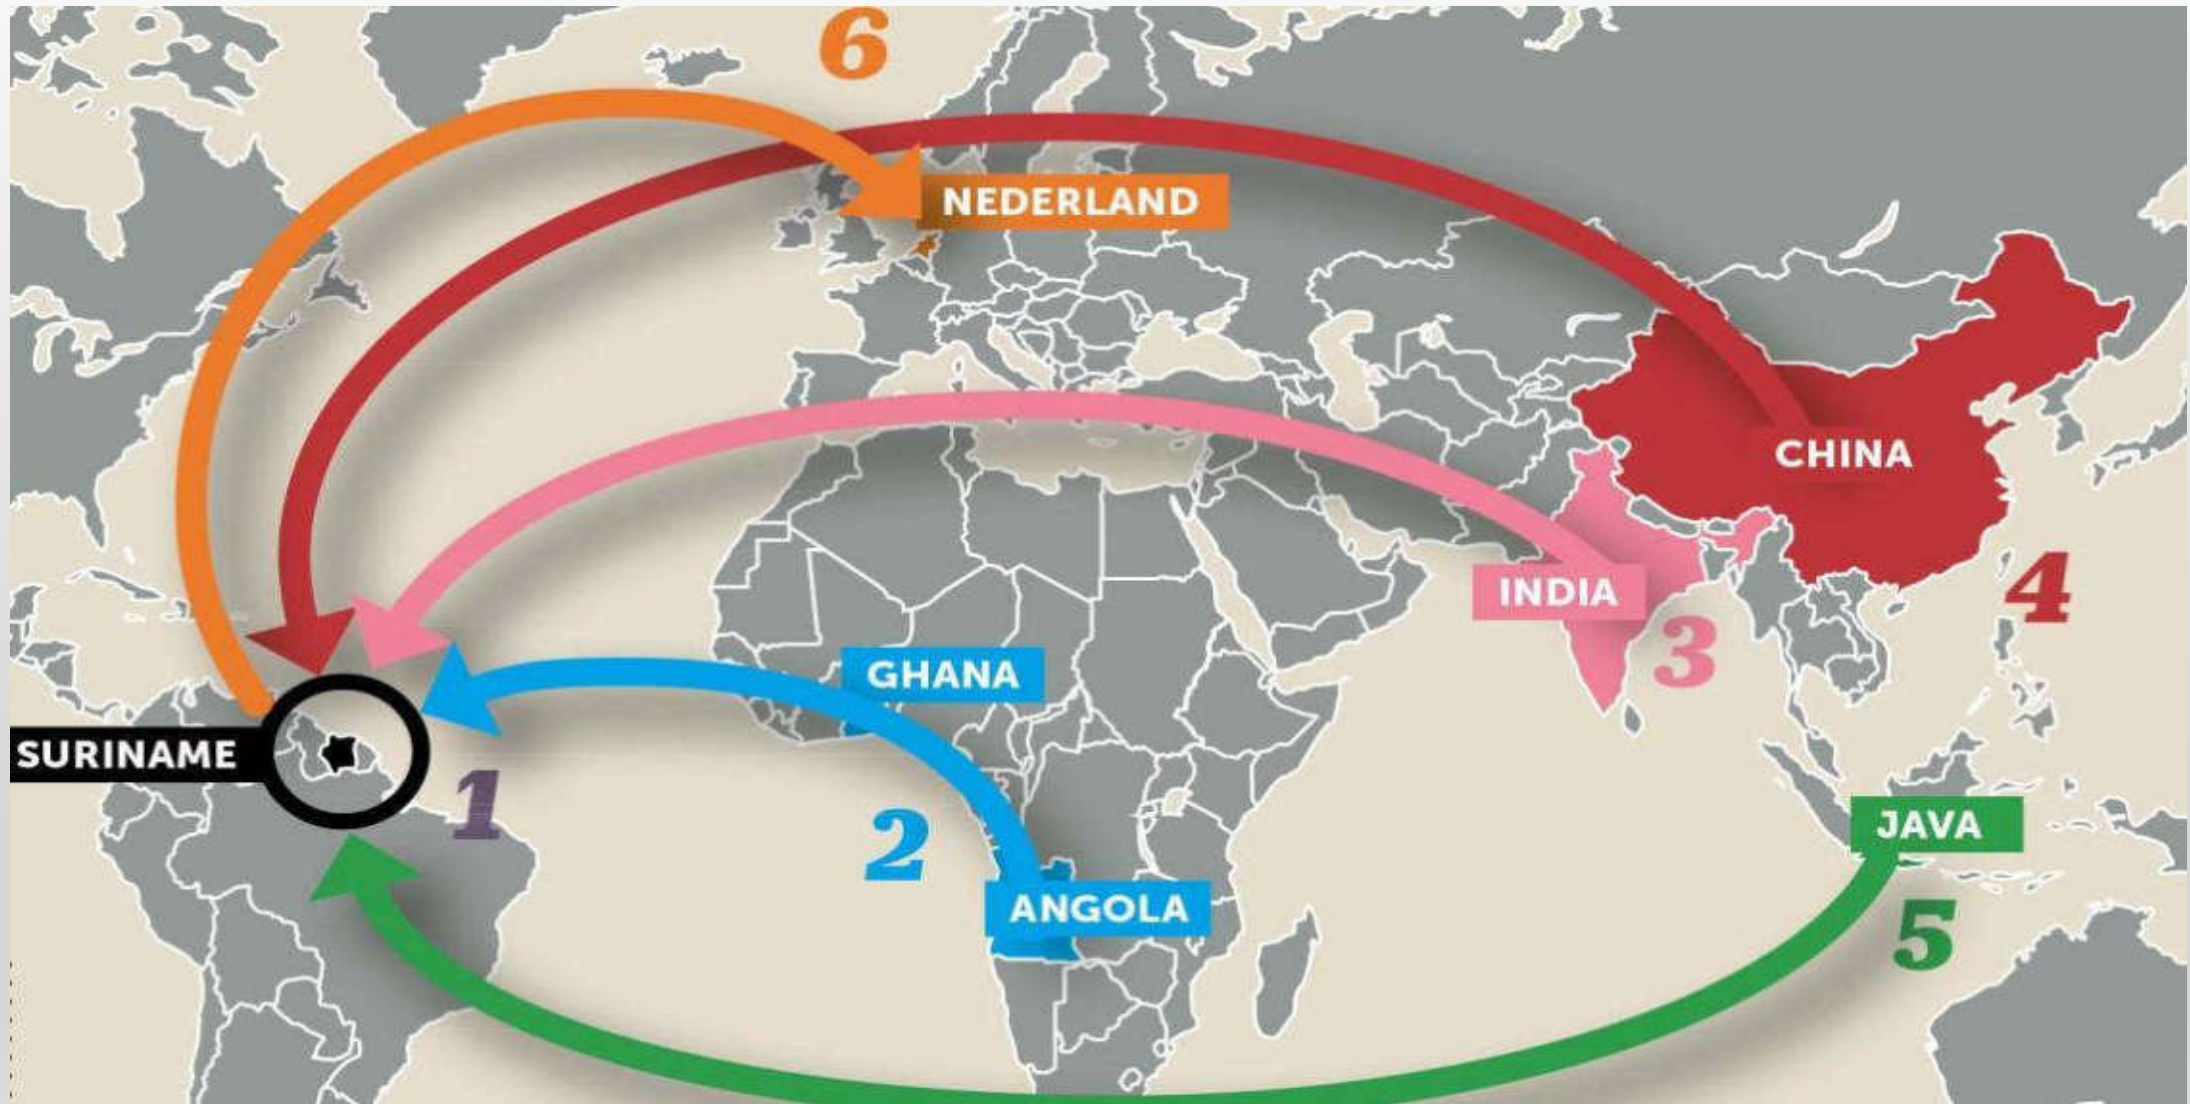 6
NEDERLAND
CHINA
4
INDIA
3
GHANA
SURINAME
1
2
JAVA
ANGOLA
5